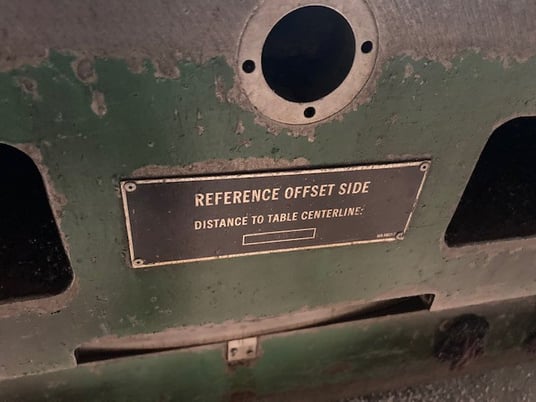 REFERENCE OFFSET SIDE
DISTANCE TO TABLE CENTERLINE: